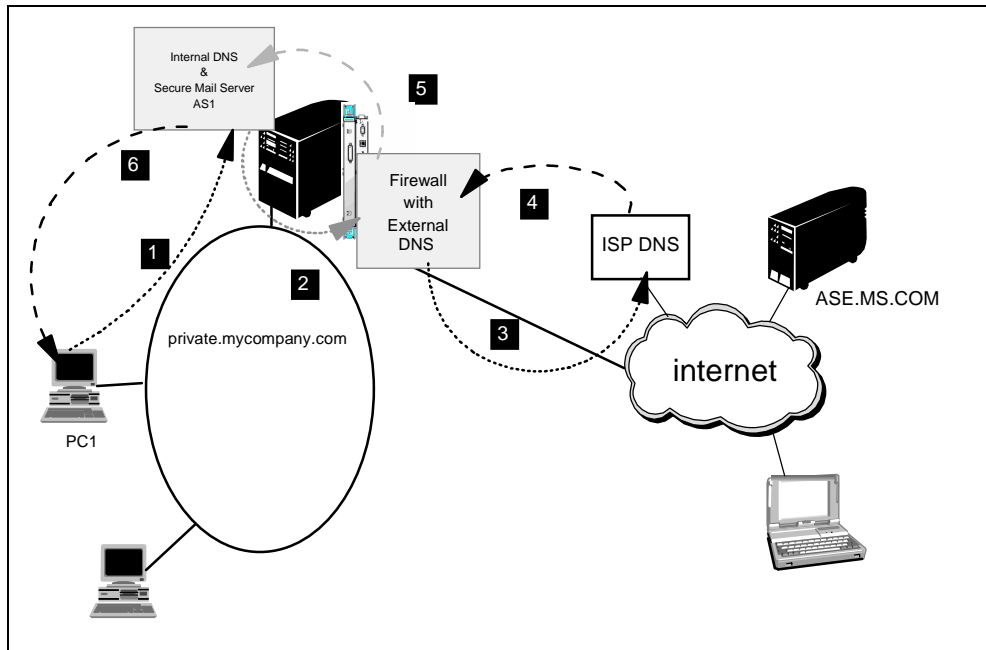 Internal DNS
&
Secure Mail Server
AS1
5
6
Firewall
with
External
DNS
4
ISP DNS
1
2
ASE.MS.COM
3
private.mycompany.com
internet
PC1